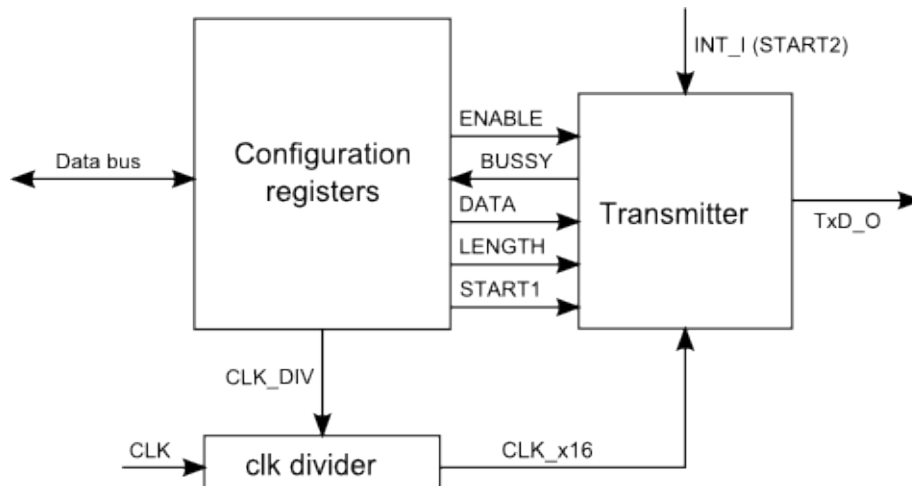 INT_I (START2)
ENABLE
Configuration
registers
Data bus
BUSSY
DATA
Transmitter
TxD_O
LENGTH
START1
CLK_DIV
CLK
clk divider
CLK_x16